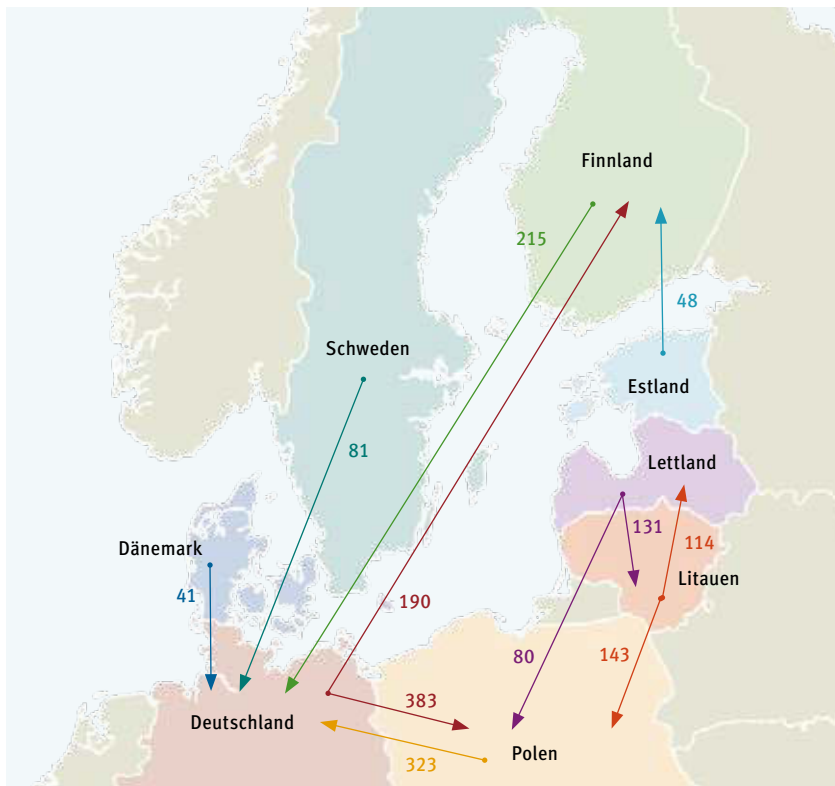 Finnland
215
48
Schweden
Estland
81
Lettland
131
Dänemark
114
Litauen
41
190
80
143
383
Deutschland
Polen
323